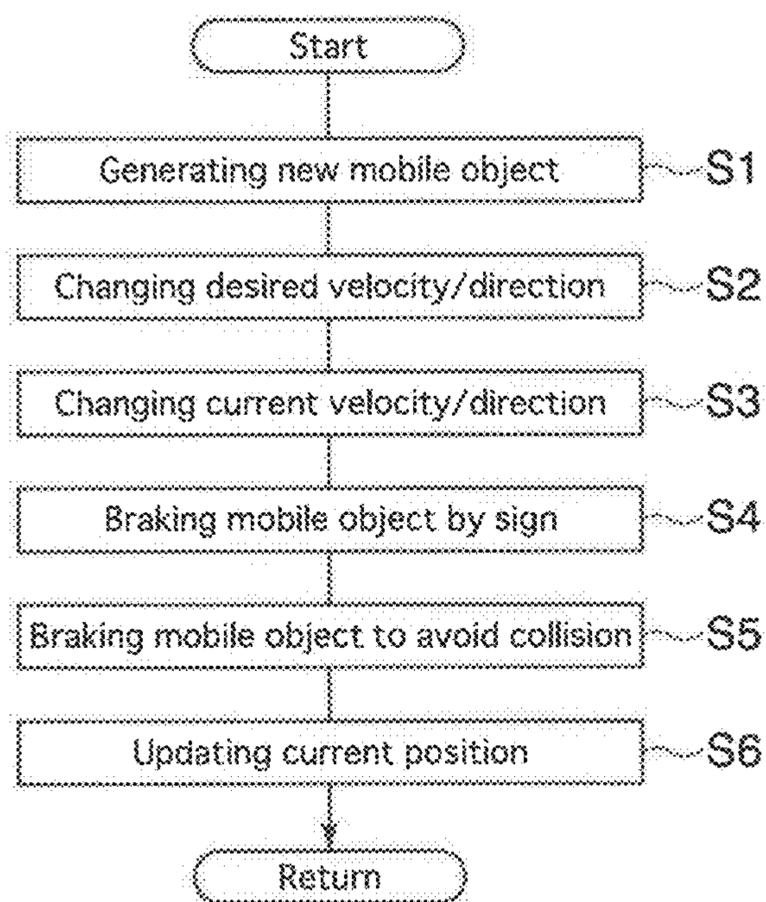 Start
Generating new mobile object S1
Changing desired velocity/direction S2
Changing current velocity/direction S3
Braking mobile object by sign S4
Braking mobile object to avoid collision S5
Updating current position S6
Return